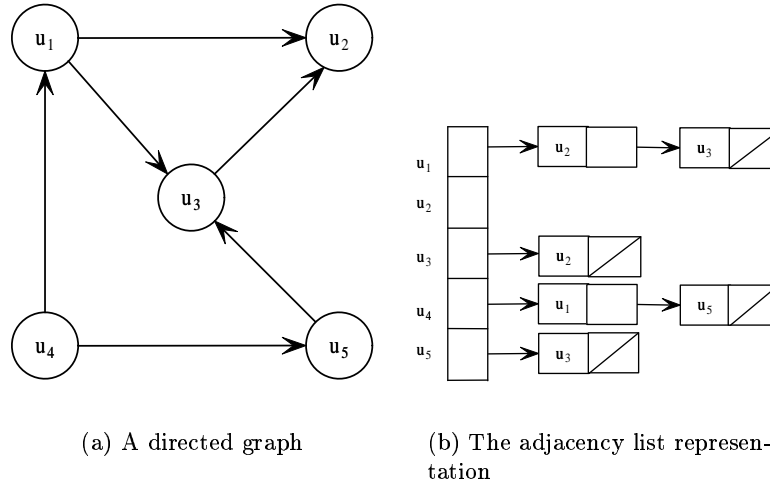 u1
u2
u3
u4
u5
u1
u2
u3
u4
u5
u2
u3
u2
u1
u5
u3
(a) A directed graph
(b) The adjacency list represen-
tation